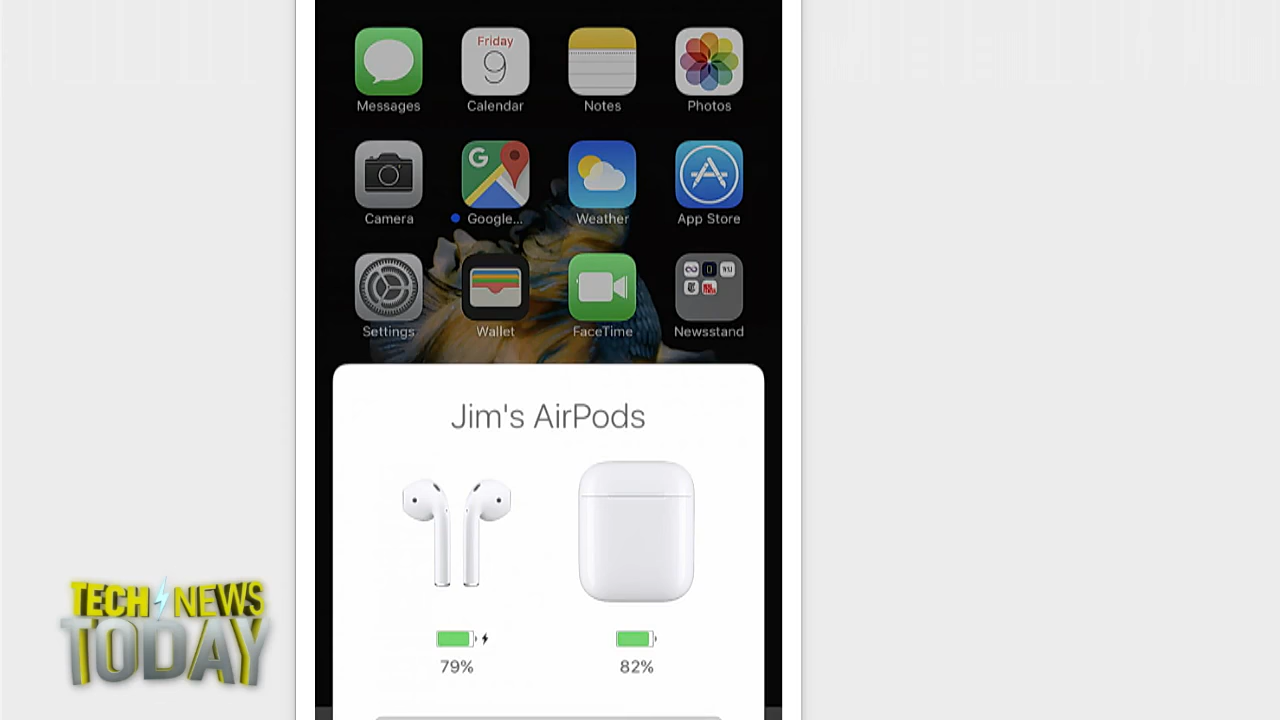 Friday
9
Messages
Calendar
Notes
Photos
G
Camera
Google...
Weather
App Store
Settings
Wallet
FaceTime
Newsstand
Jim's AirPods
79%
82%
TECH NEWS
TODAY